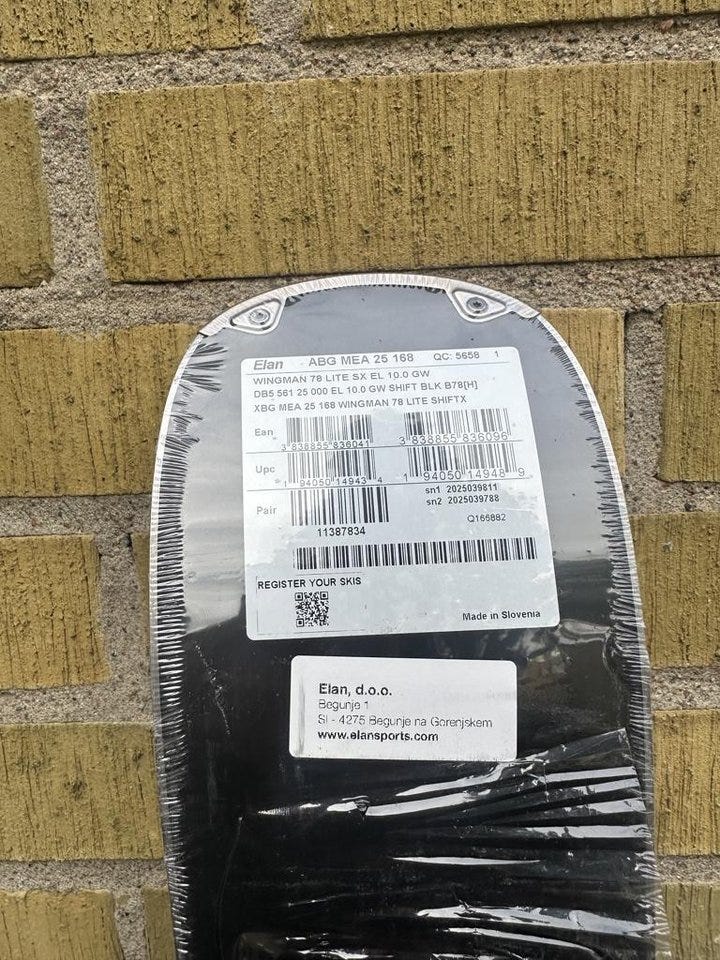 Elan ABG MEA 25 168 QC: 5658 1
WINGMAN 78 LITE SX EL 10.0 GW
DB5 561 25 000 EL 10.0 GW SHIFT BLK B78[H]
XBG MEA 25 168 WINGMAN 78 LITE SHIFTX
Ean 3 838855 836041 3 838855 836096
Upc 1 94050 14943 4 1 94050 14948 9
Pair 11387834
sn1 2025039811
sn2 2025039788
Q166882
REGISTER YOUR SKIS
Made in Slovenia
Elan, d.o.o.
Begunje 1
SI - 4275 Begunje na Gorenjskem
www.elansports.com